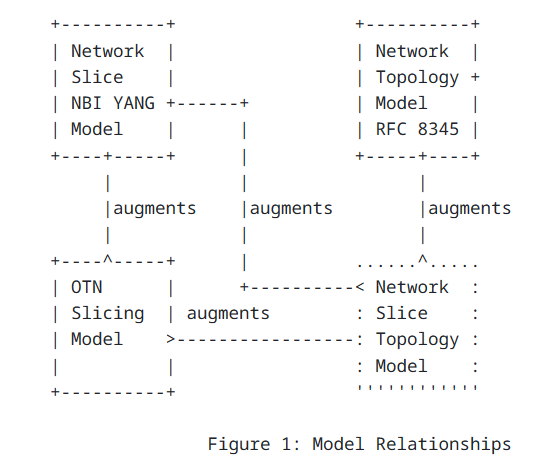 +----------+                  +----------+
| Network  |                  | Network  |
| Slice    |                  | Topology +
| NBI YANG +------+           | Model    |
| Model    |      |           | RFC 8345 |
+----+-----+      |           +-----+----+
     |            |                 |
     |augments    |augments         |augments
     |            |                 |
+----^-----+      |           ......^.....
| OTN      |      +----------< Network  :
| Slicing  | augments        : Slice    :
| Model    >-----------------: Topology :
|          |                 : Model    :
+----------+                 ''''''''''''
Figure 1: Model Relationships